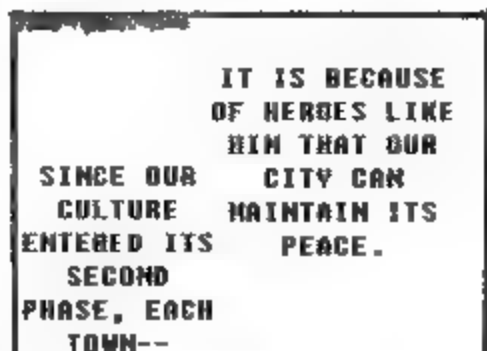 IT IS BECAUSE
OF HEROES LIKE
HIM THAT OUR
CITY CAN
MAINTAIN ITS
PEACE.
SINCE OUR
CULTURE
ENTERED ITS
SECOND
PHASE, EACH
TOWN--